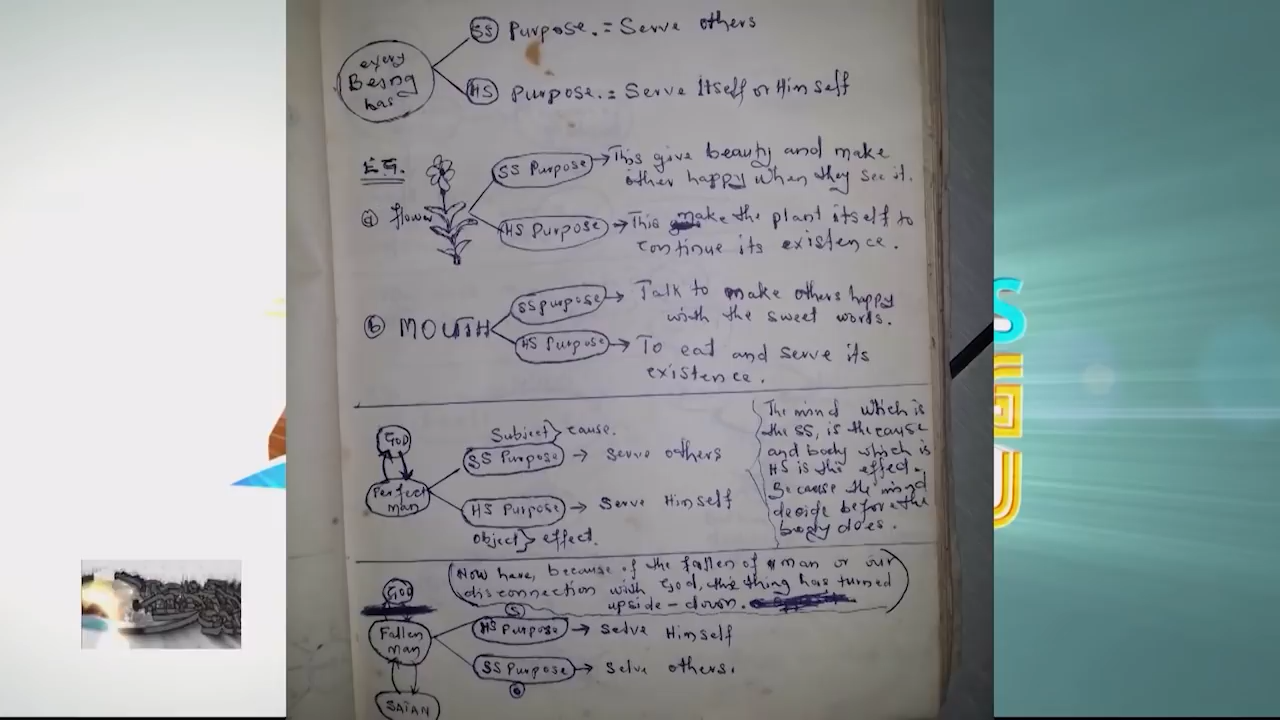 SS Purpose. = Serve others
every
Being
has
HS Purpose. = Serve Itself or Himself
E.G.
SS Purpose → This give beauty and make
other happy when they see it.
a flower
HS Purpose → This make the plant itself to
continue its existence.
b MOUTH
SS purpose → Talk to make others happy
with the sweet words.
HS Purpose → To eat and serve its
existence.
GOD
Perfect
man
Subject } cause.
SS Purpose → serve others
HS Purpose → Serve Himself
object } effect.
The mind which is
the SS, is the cause
and body which is
HS is the effect.
Because the mind
decide before the
body does.
GOD
(Now here, because of the fallen of man or our
disconnection with God, this thing has turned
upside-down.
S
Fallen
man
HS Purpose → serve Himself
SS Purpose → selve others.
O
SATAN
S
U